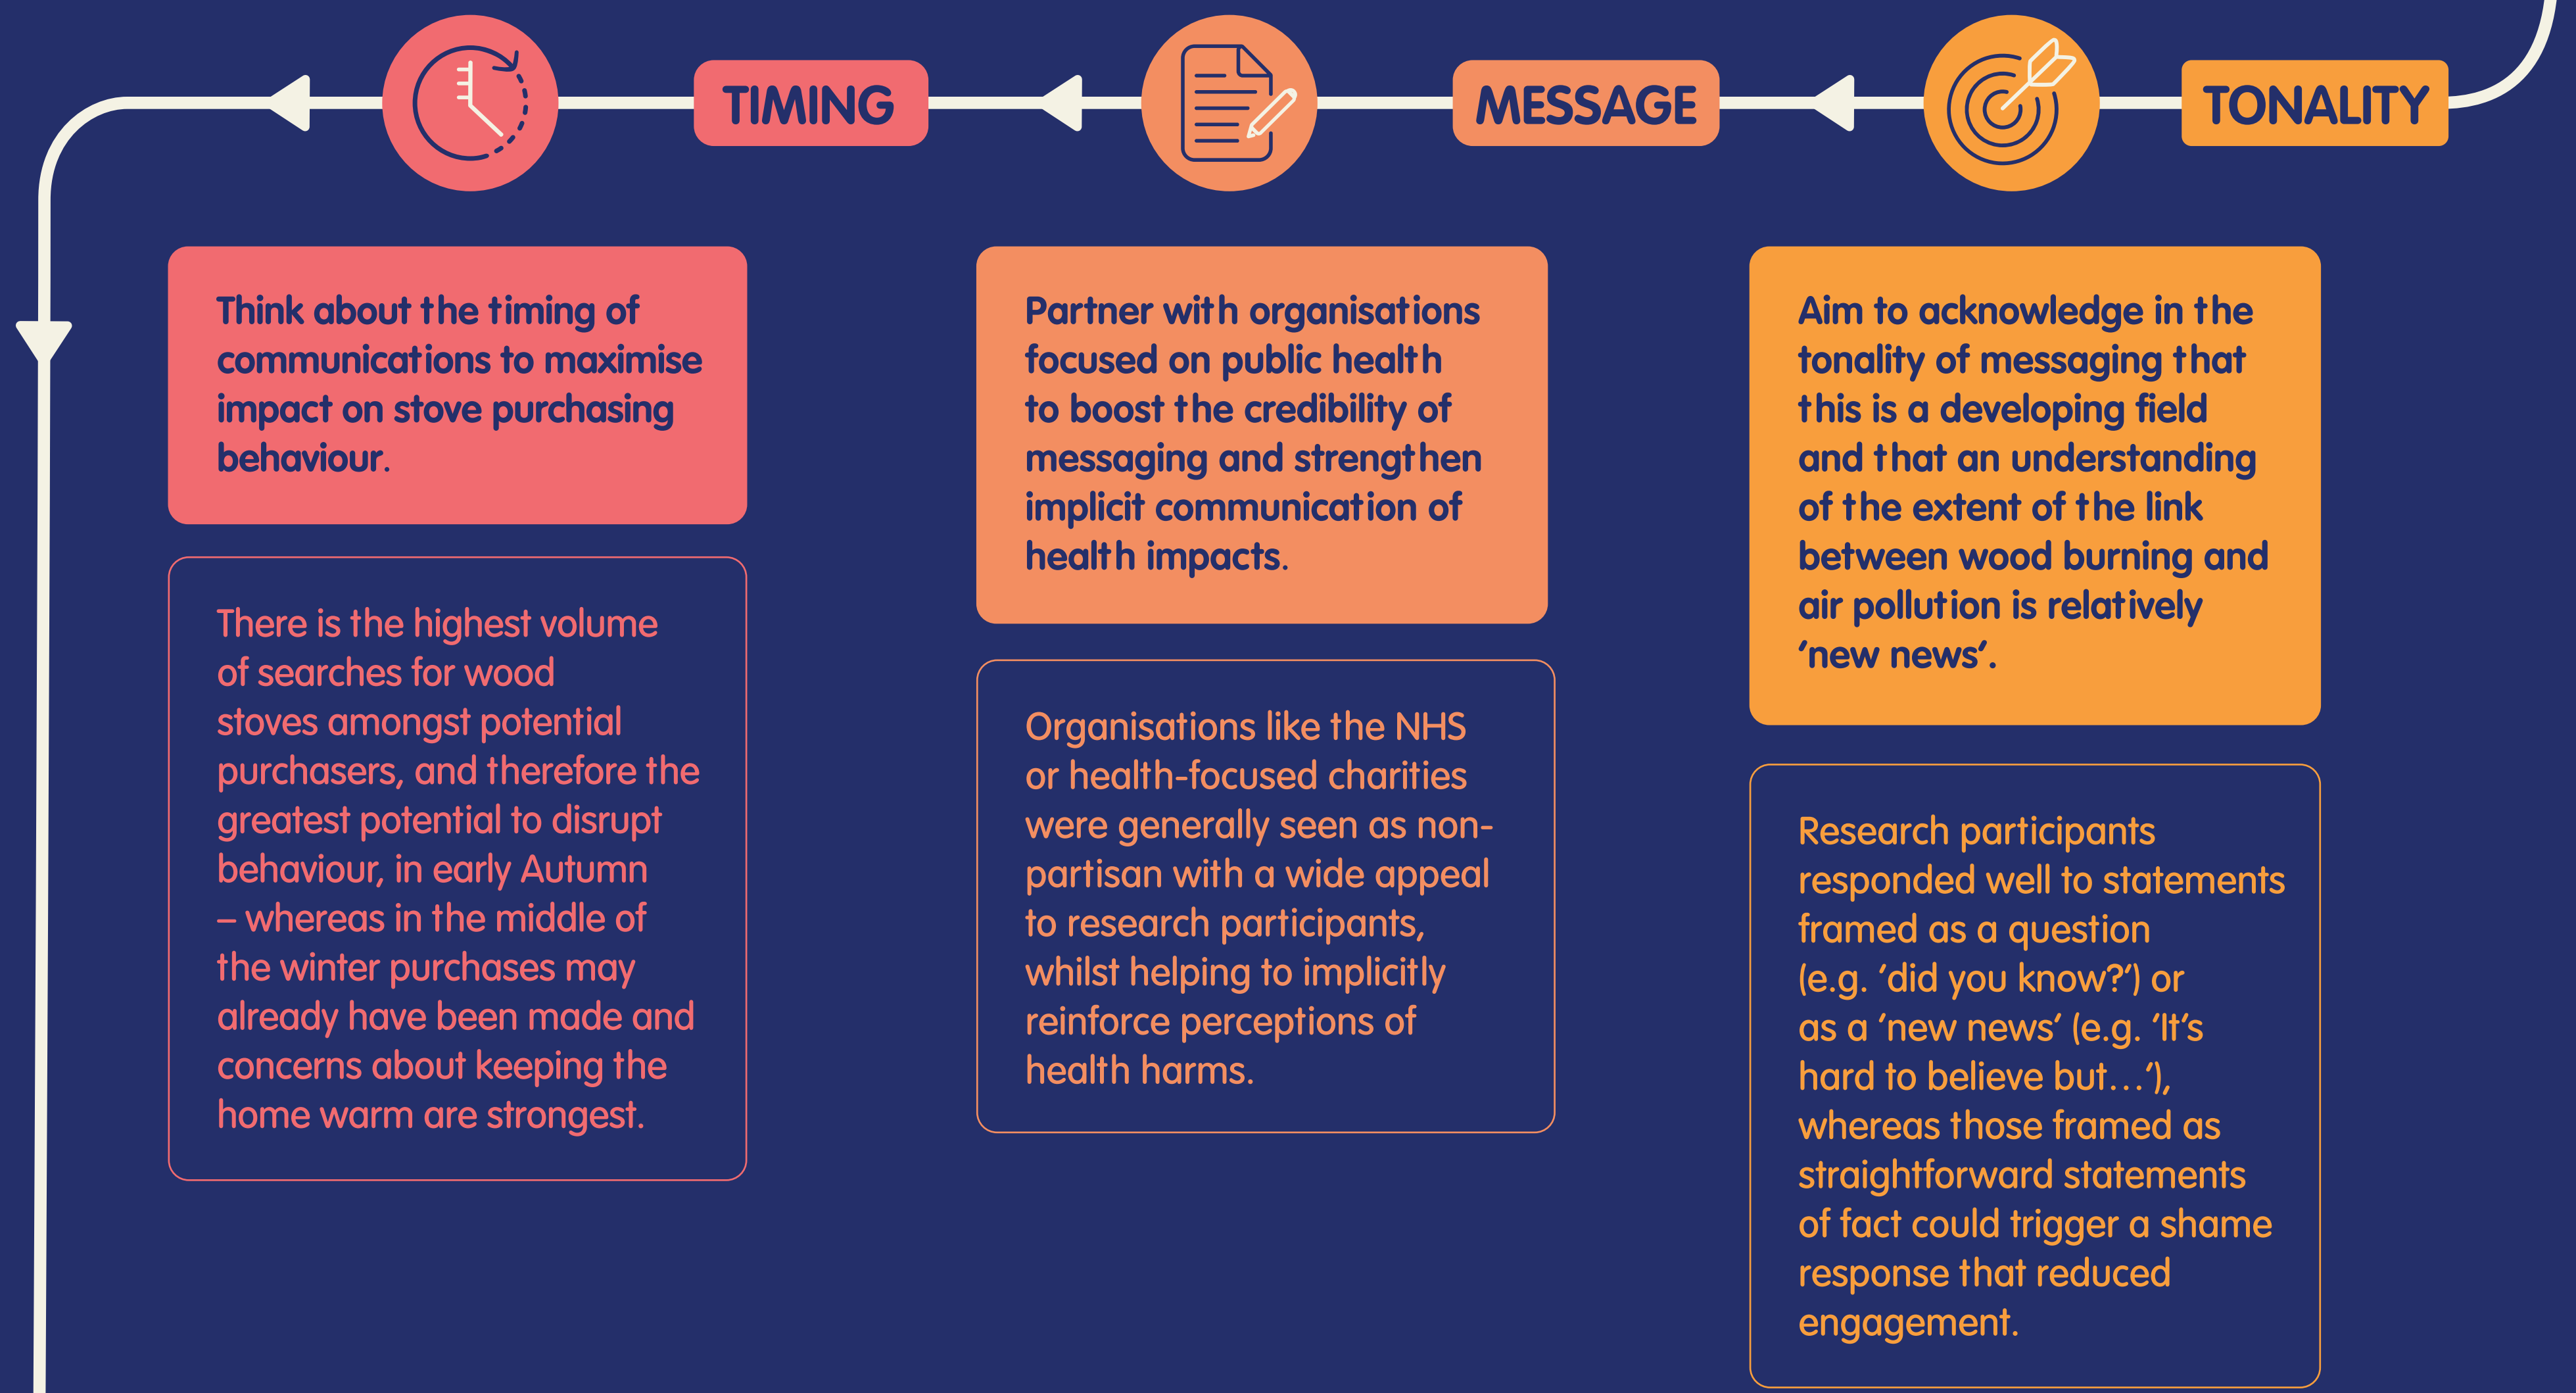 TIMING
MESSAGE
TONALITY
Think about the timing of
communications to maximise
impact on stove purchasing
behaviour.
There is the highest volume
of searches for wood
stoves amongst potential
purchasers, and therefore the
greatest potential to disrupt
behaviour, in early Autumn
– whereas in the middle of
the winter purchases may
already have been made and
concerns about keeping the
home warm are strongest.
Partner with organisations
focused on public health
to boost the credibility of
messaging and strengthen
implicit communication of
health impacts.
Organisations like the NHS
or health-focused charities
were generally seen as non-
partisan with a wide appeal
to research participants,
whilst helping to implicitly
reinforce perceptions of
health harms.
Aim to acknowledge in the
tonality of messaging that
this is a developing field
and that an understanding
of the extent of the link
between wood burning and
air pollution is relatively
‘new news’.
Research participants
responded well to statements
framed as a question
(e.g. ‘did you know?’) or
as a ‘new news’ (e.g. ‘It’s
hard to believe but…’),
whereas those framed as
straightforward statements
of fact could trigger a shame
response that reduced
engagement.